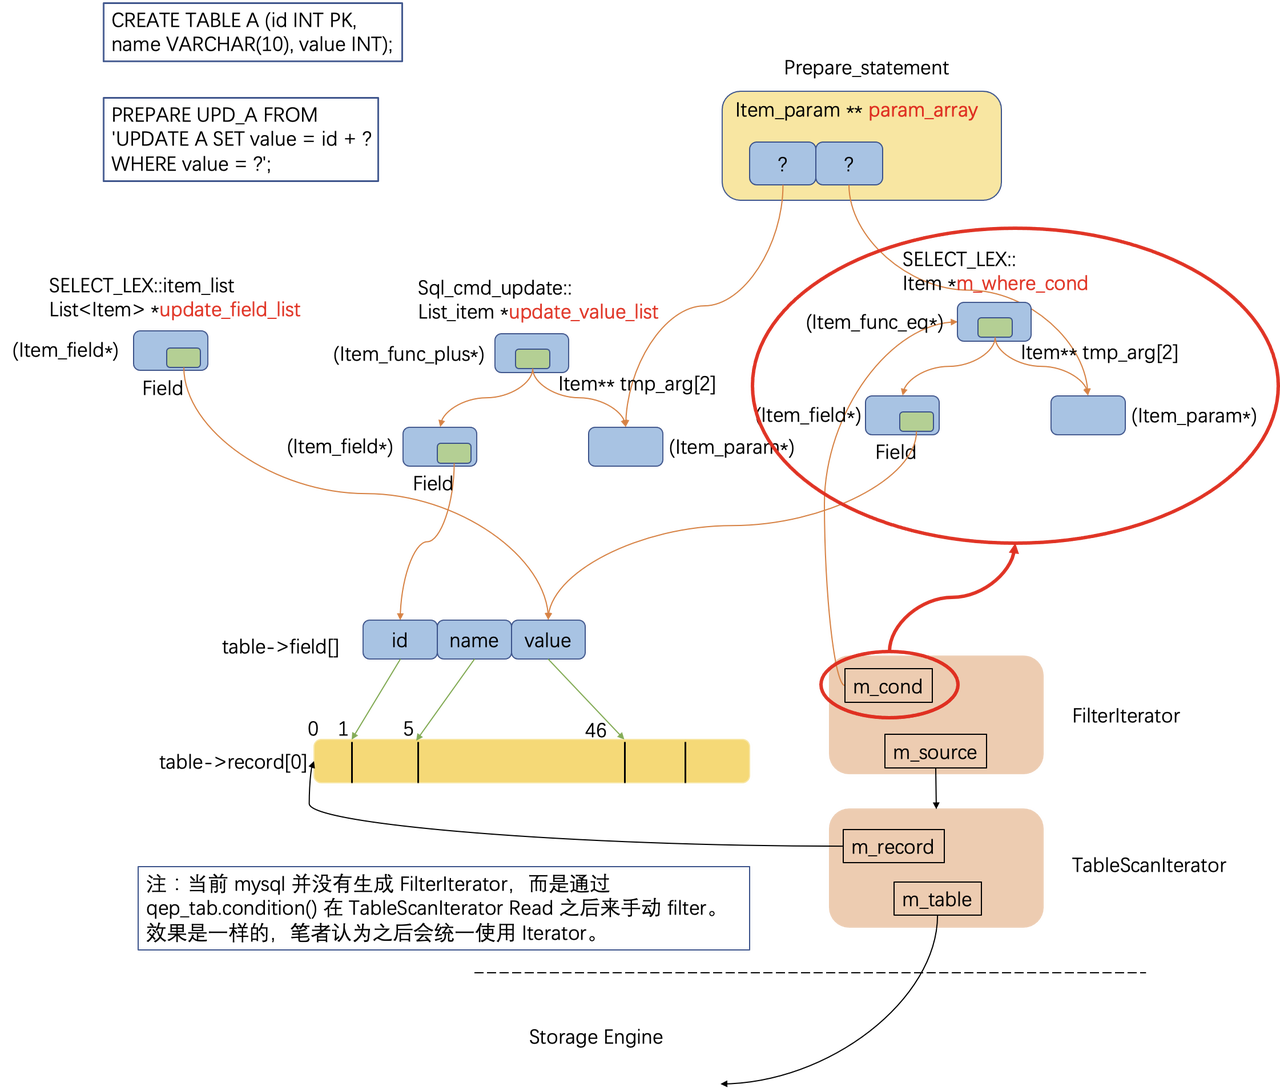 CREATE TABLE A (id INT PK,
name VARCHAR(10), value INT);
PREPARE UPD_A FROM
'UPDATE A SET value = id + ?
WHERE value = ?';
Prepare_statement
Item_param ** param_array
?
?
SELECT_LEX::item_list
List<Item> *update_field_list
(Item_field*)
Field
Sql_cmd_update::
List_item *update_value_list
(Item_func_plus*)
Item** tmp_arg[2]
(Item_field*)
(Item_param*)
Field
SELECT_LEX::
Item *m_where_cond
(Item_func_eq*)
Item** tmp_arg[2]
(Item_field*)
(Item_param*)
Field
table->field[]
id
name
value
0
1
5
46
table->record[0]
m_cond
FilterIterator
m_source
m_record
TableScanIterator
m_table
注：当前 mysql 并没有生成 FilterIterator，而是通过
qep_tab.condition() 在 TableScanIterator Read 之后来手动 filter。
效果是一样的，笔者认为之后会统一使用 Iterator。
Storage Engine